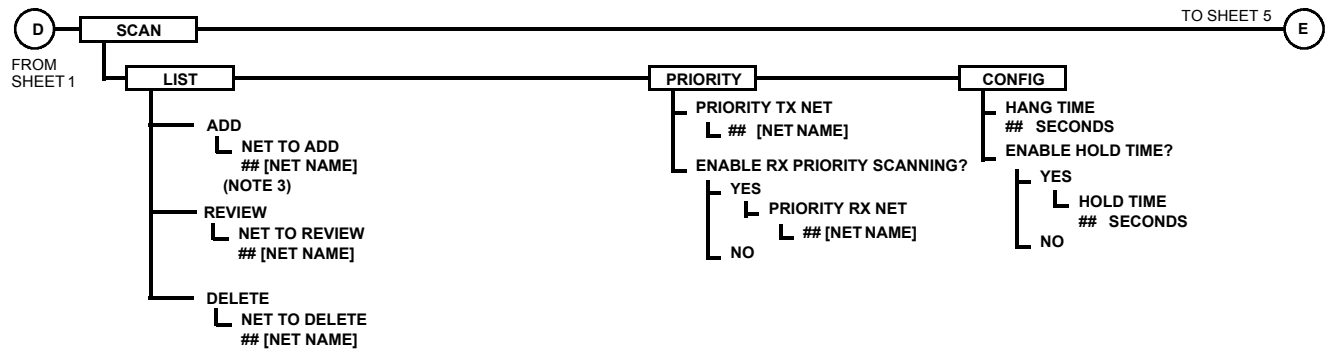 D
SCAN
TO SHEET 5
E
FROM
SHEET 1
LIST
ADD
NET TO ADD
## [NET NAME]
(NOTE 3)
REVIEW
NET TO REVIEW
## [NET NAME]
DELETE
NET TO DELETE
## [NET NAME]
PRIORITY
PRIORITY TX NET
## [NET NAME]
ENABLE RX PRIORITY SCANNING?
YES
PRIORITY RX NET
## [NET NAME]
NO
CONFIG
HANG TIME
## SECONDS
ENABLE HOLD TIME?
YES
HOLD TIME
## SECONDS
NO